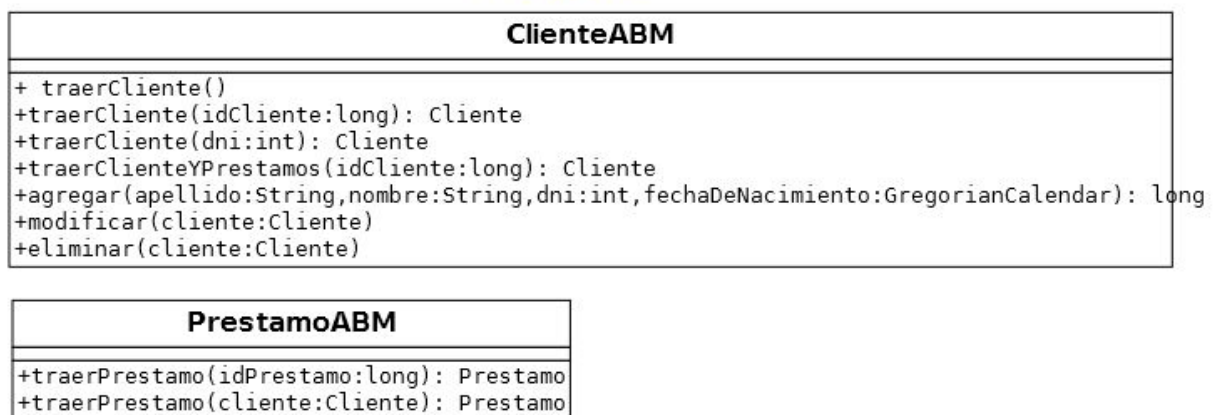 ClienteABM
+ traerCliente()
+traerCliente(idCliente:long): Cliente
+traerCliente(dni:int): Cliente
+traerClienteYPrestamos(idCliente:long): Cliente
+agregar(apellido:String,nombre:String,dni:int,fechaDeNacimiento:GregorianCalendar): long
+modificar(cliente:Cliente)
+eliminar(cliente:Cliente)
PrestamoABM
+traerPrestamo(idPrestamo:long): Prestamo
+traerPrestamo(cliente:Cliente): Prestamo